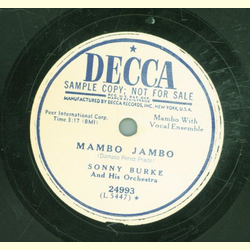 DECCA
SAMPLE COPY: NOT FOR SALE
MANUFACTURED BY DECCA RECORDS, INC., NEW YORK, U.S.A.
Peer International Corp.
Time 3:17 (BMI)
Mambo With
Vocal Ensemble
MAMBO JAMBO
(Damaso Perez Prado)
SONNY BURKE
And His Orchestra
24993
(L 5447) ★